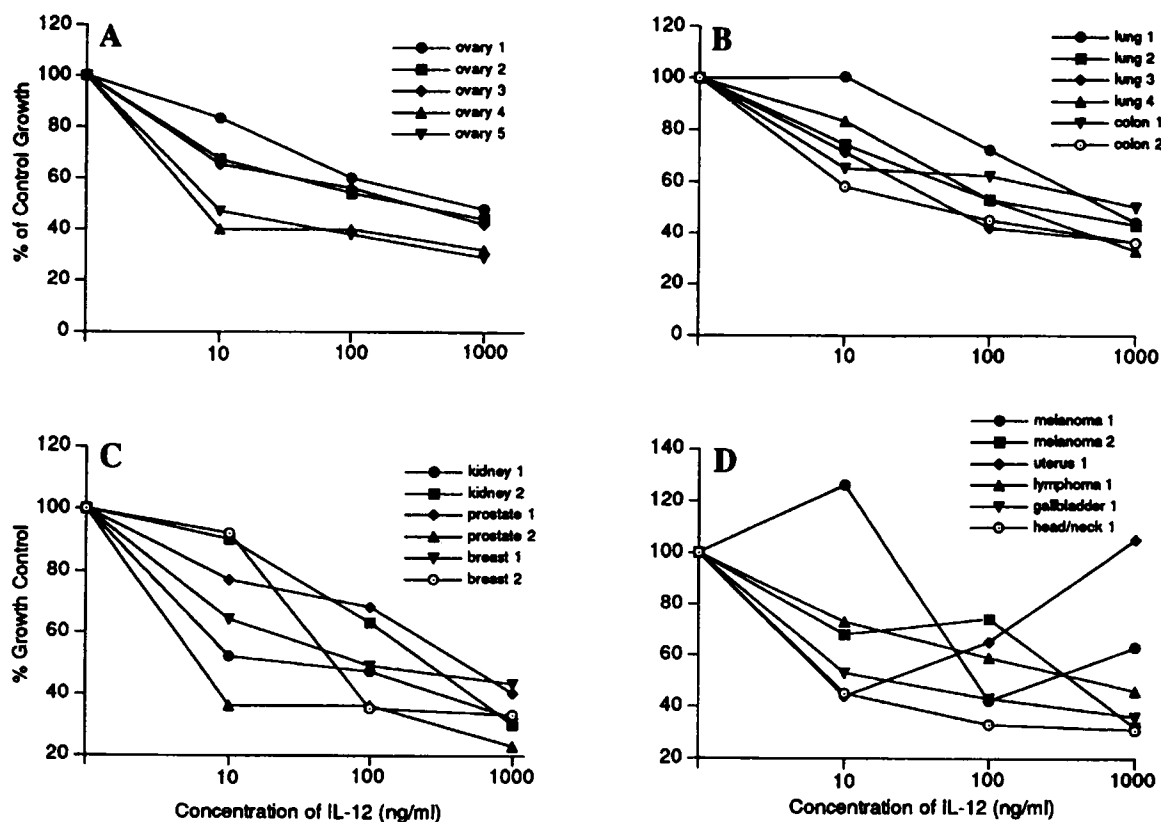 A
120
100
80
60
40
20
0
% of Control Growth
10
100
1000
ovary 1
ovary 2
ovary 3
ovary 4
ovary 5
B
120
100
80
60
40
20
0
10
100
1000
lung 1
lung 2
lung 3
lung 4
colon 1
colon 2
C
120
100
80
60
40
20
% Growth Control
10
100
1000
Concentration of IL-12 (ng/ml)
kidney 1
kidney 2
prostate 1
prostate 2
breast 1
breast 2
D
140
120
100
80
60
40
20
10
100
1000
Concentration of IL-12 (ng/ml)
melanoma 1
melanoma 2
uterus 1
lymphoma 1
gallbladder 1
head/neck 1